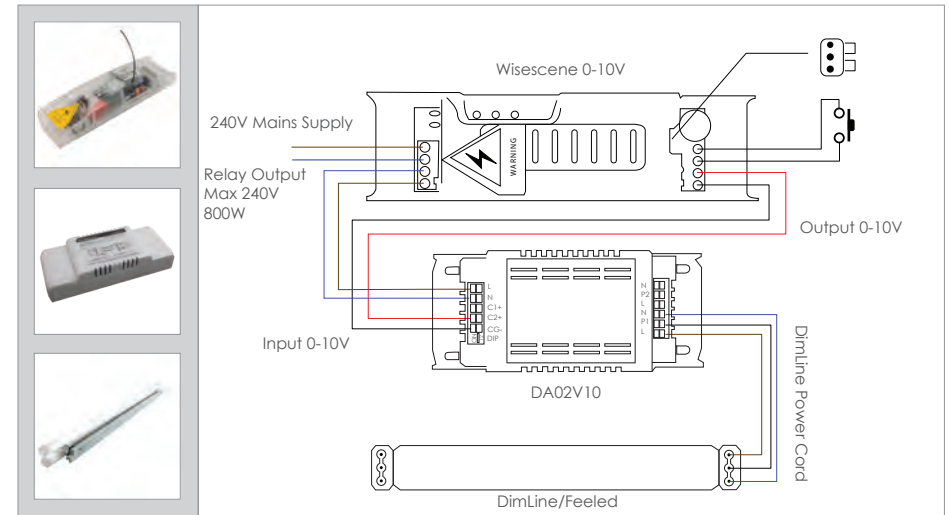 Wisescene 0-10V
240V Mains Supply
Relay Output
Max 240V
800W
WARNING
Output 0-10V
Input 0-10V
L
N
C1+
C2+
CG-
DIP
N
P2
L
N
P1
L
DA02V10
DimLine Power Cord
DimLine/Feeled